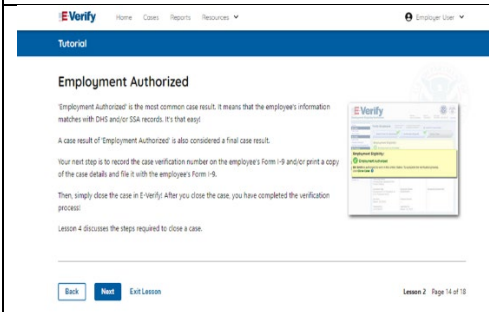 E-Verify Home Cases Reports Resources Employer User
Tutorial
Employment Authorized
'Employment Authorized' is the most common case result. It means that the employee's information
matches with DHS and/or SSA records. It's that easy!
A case result of 'Employment Authorized' is also considered a final case result.
Your next step is to record the case verification number on the employee's Form I-9 and/or print a copy
of the case details and file it with the employee's Form I-9.
Then, simply close the case in E-Verify! After you close the case, you have completed the verification
process!
Lesson 4 discusses the steps required to close a case.
E-Verify
Employment Authorized
Back Next Exit Lesson Lesson 2 Page 14 of 18